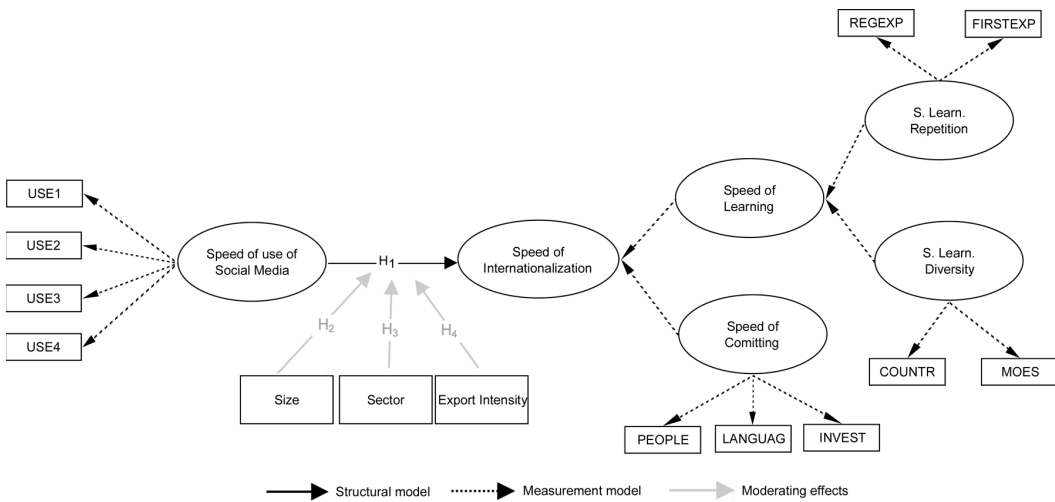 REGEXP
FIRSTEXP
S. Learn.
Repetition
USE1
USE2
USE3
USE4
Speed of use of
Social Media
H1
Speed of
Internationalization
Speed of
Learning
S. Learn.
Diversity
H2
H3
H4
Speed of
Comitting
Size
Sector
Export Intensity
COUNTR
MOES
PEOPLE
LANGUAG
INVEST
Structural model
Measurement model
Moderating effects